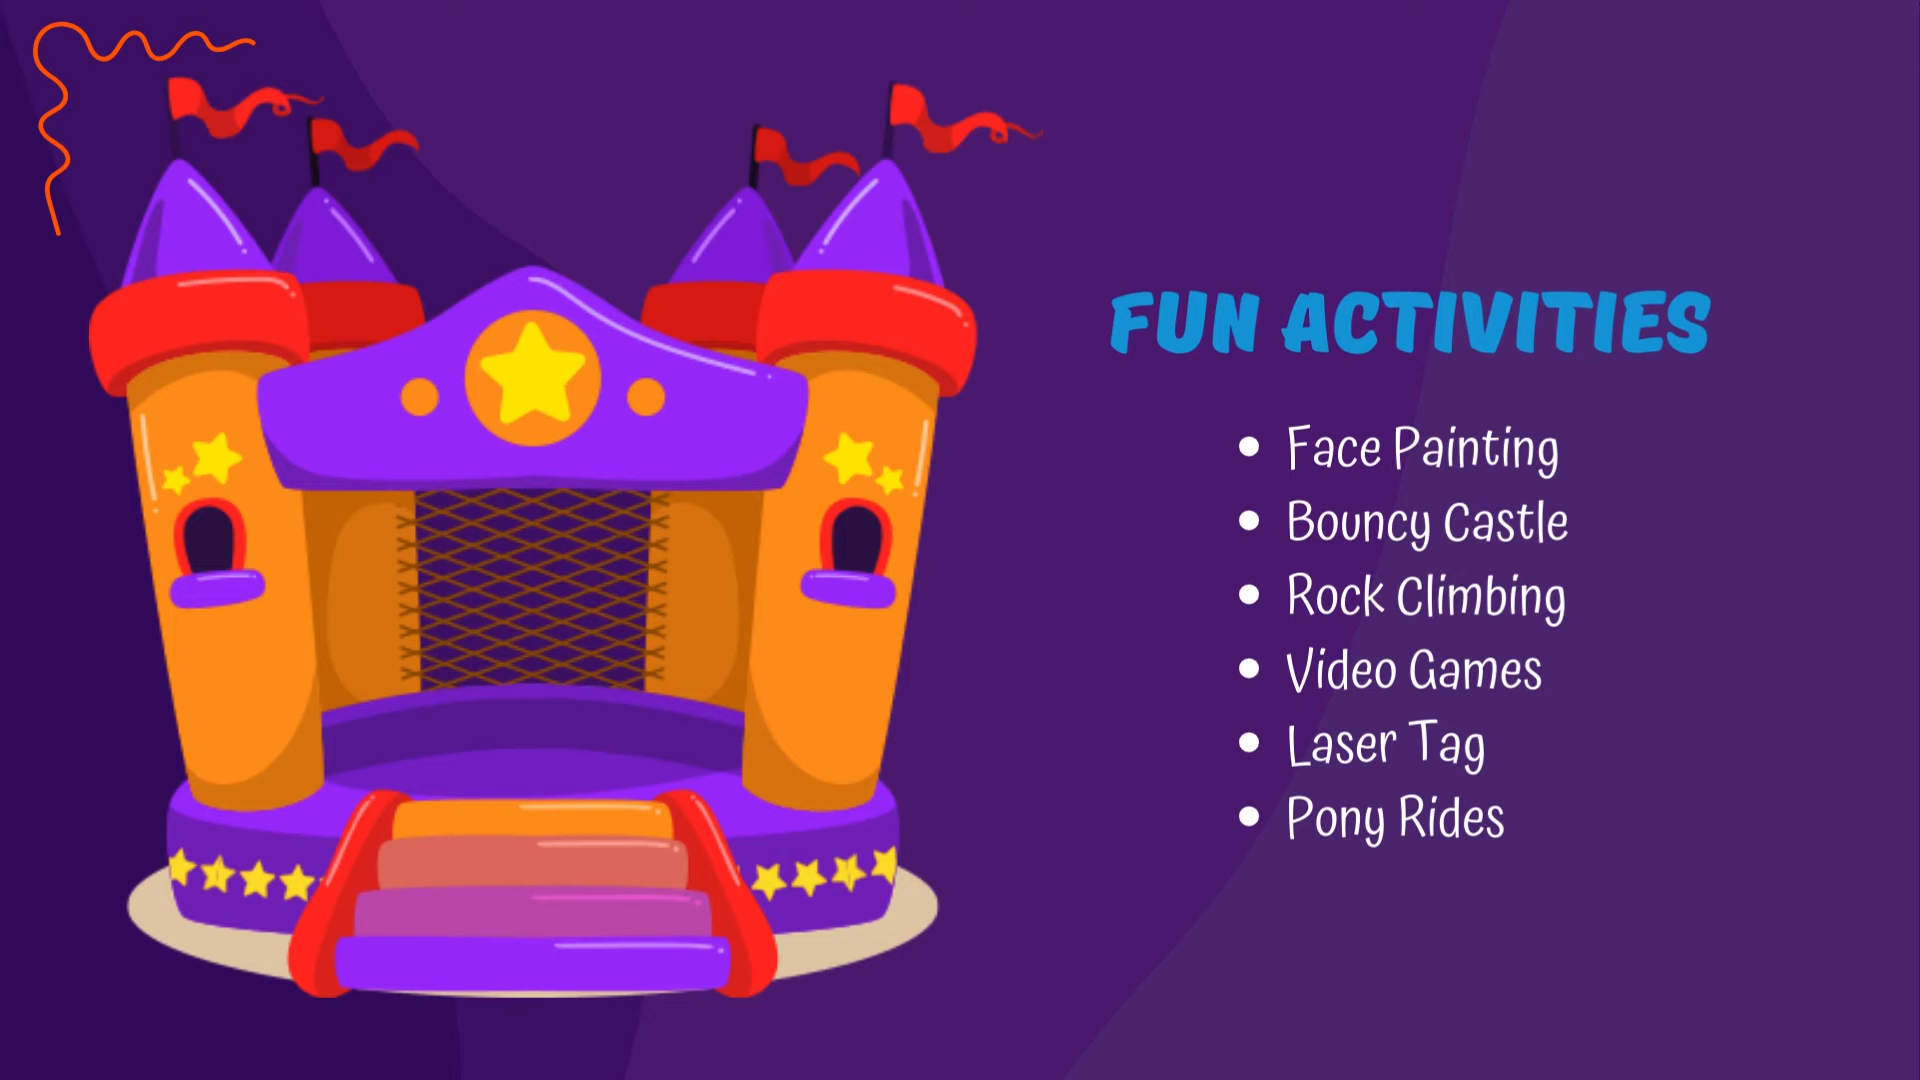 FUN ACTIVITIES
Face Painting
Bouncy Castle
Rock Climbing
Video Games
Laser Tag
Pony Rides